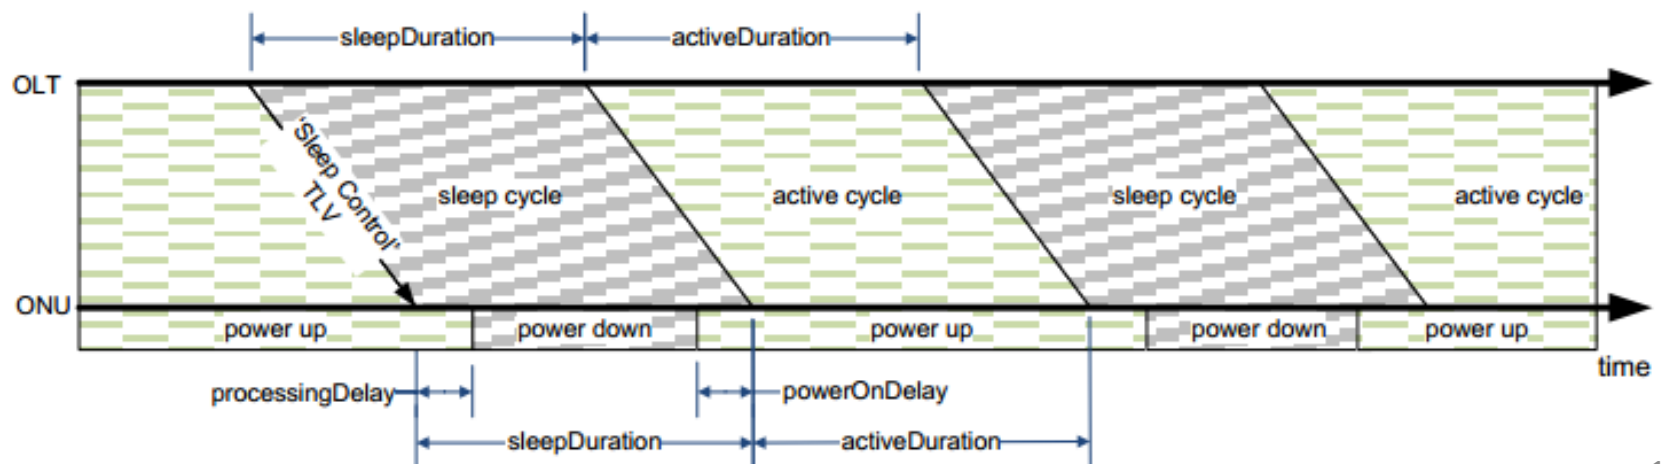 sleepDuration
activeDuration
OLT
'Sleep Control'
TLV
sleep cycle
active cycle
sleep cycle
active cycle
ONU
power up
power down
power up
power down
power up
time
processingDelay
powerOnDelay
sleepDuration
activeDuration